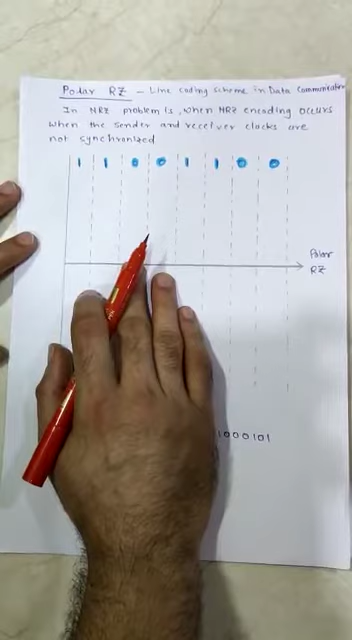 Polar RZ - Line coding scheme in Data Communication
In NRZ problem is, when NRZ encoding occurs
when the sender and receiver clocks are
not synchronized
1 1 0 0 1 1 0 0
Polar
RZ
1000101